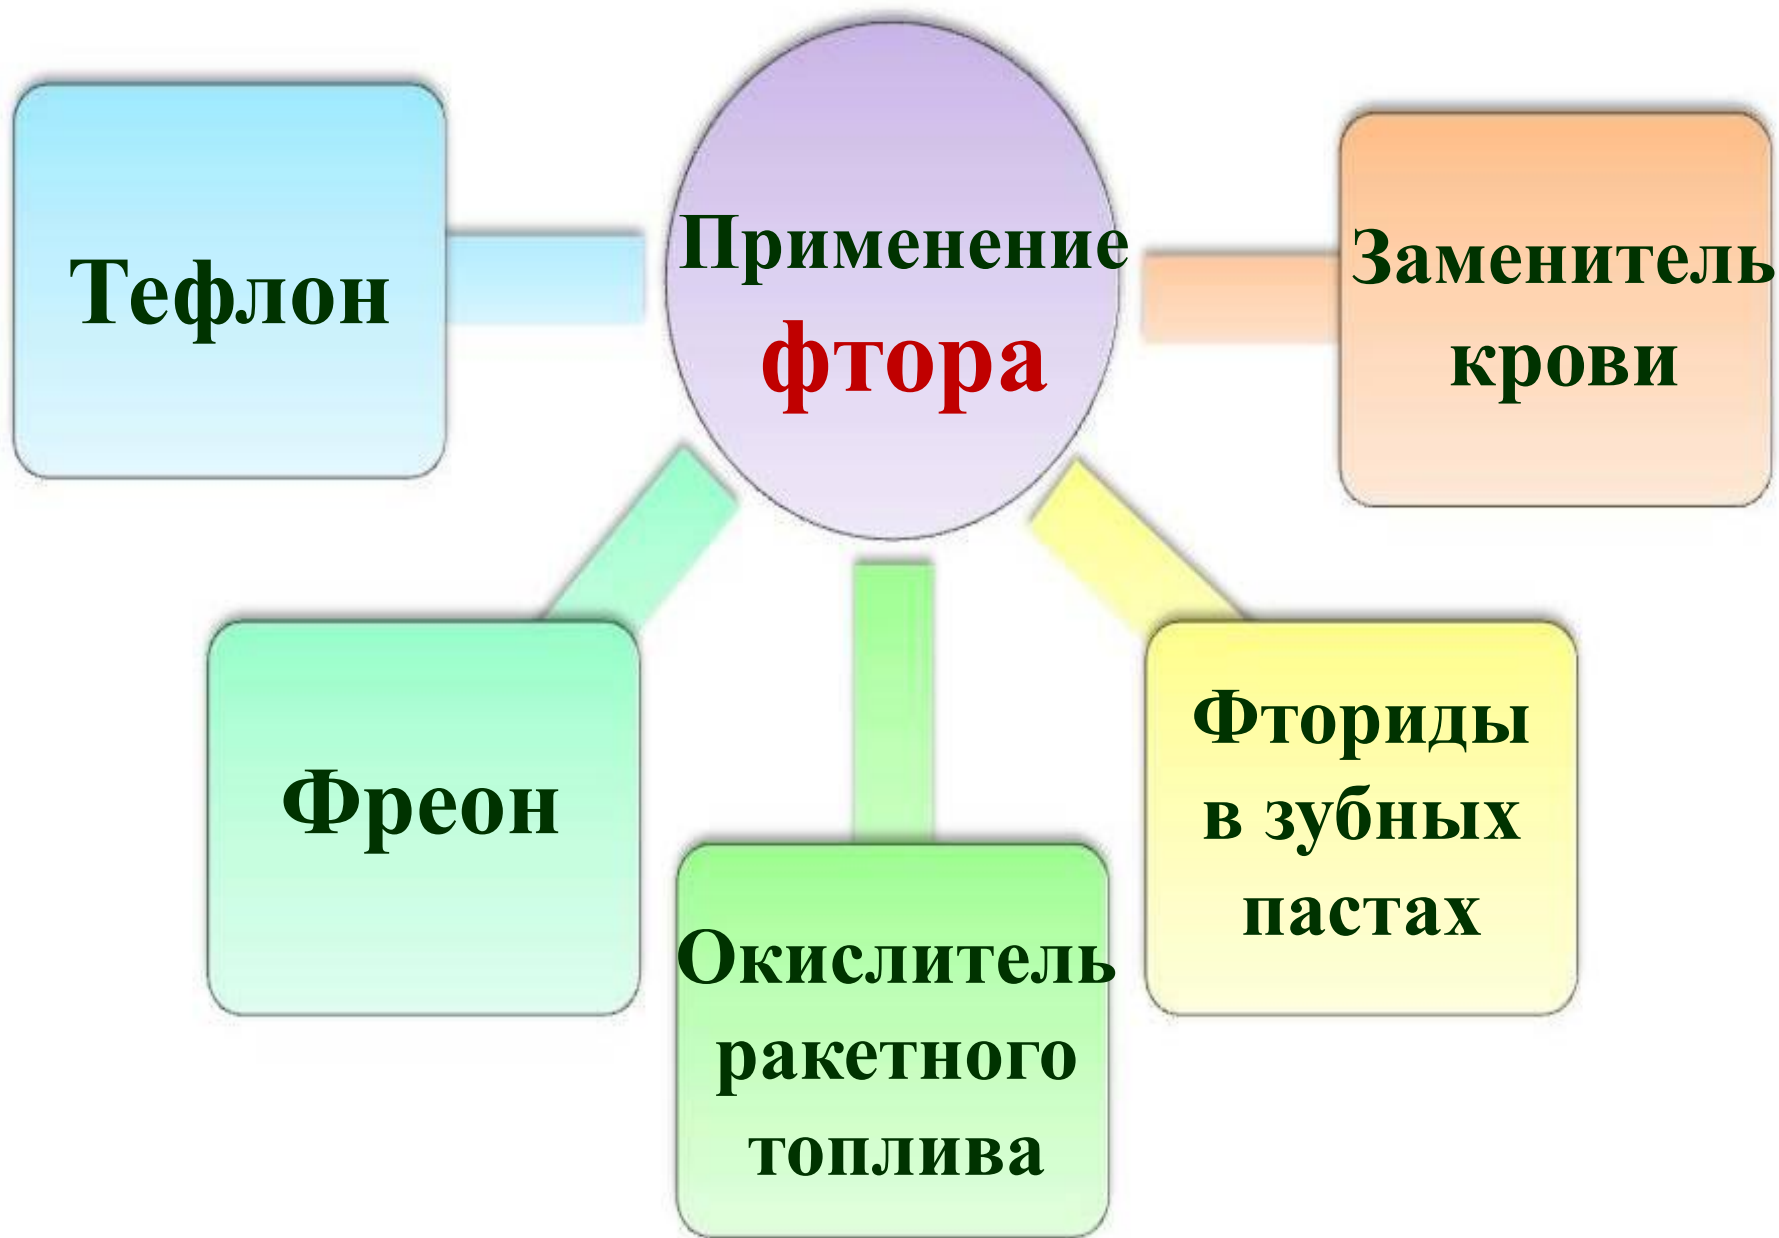 Применение
фтора
Тефлон
Фреон
Окислитель
ракетного
топлива
Фториды
в зубных
пастах
Заменитель
крови